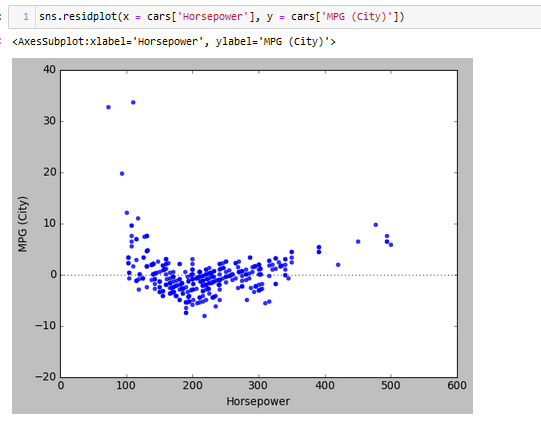 1 sns.residplot(x = cars['Horsepower'], y = cars['MPG (City)'])
<AxesSubplot:xlabel='Horsepower', ylabel='MPG (City)'>
40
30
20
10
0
−10
−20
MPG (City)
0 100 200 300 400 500 600
Horsepower